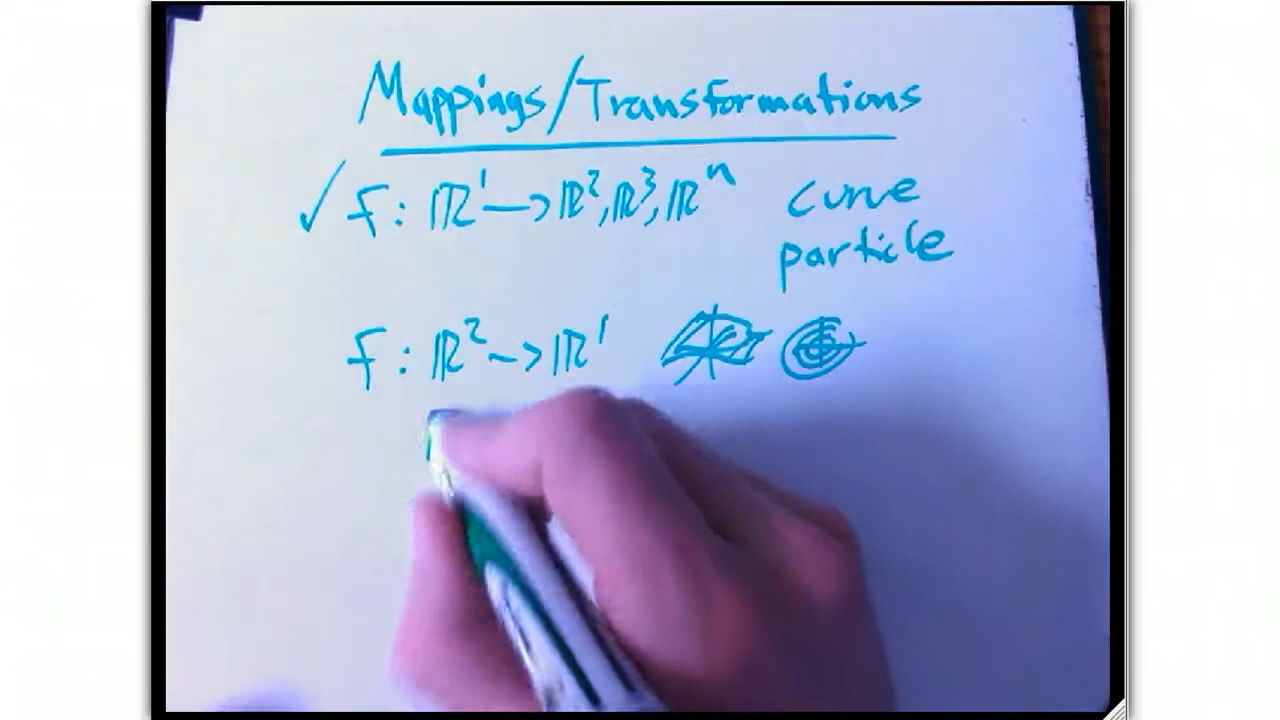 Mappings/Transformations
✓ f: ℝ¹ → ℝ², ℝ³, ℝⁿ curve
particle
f: ℝ² → ℝ¹